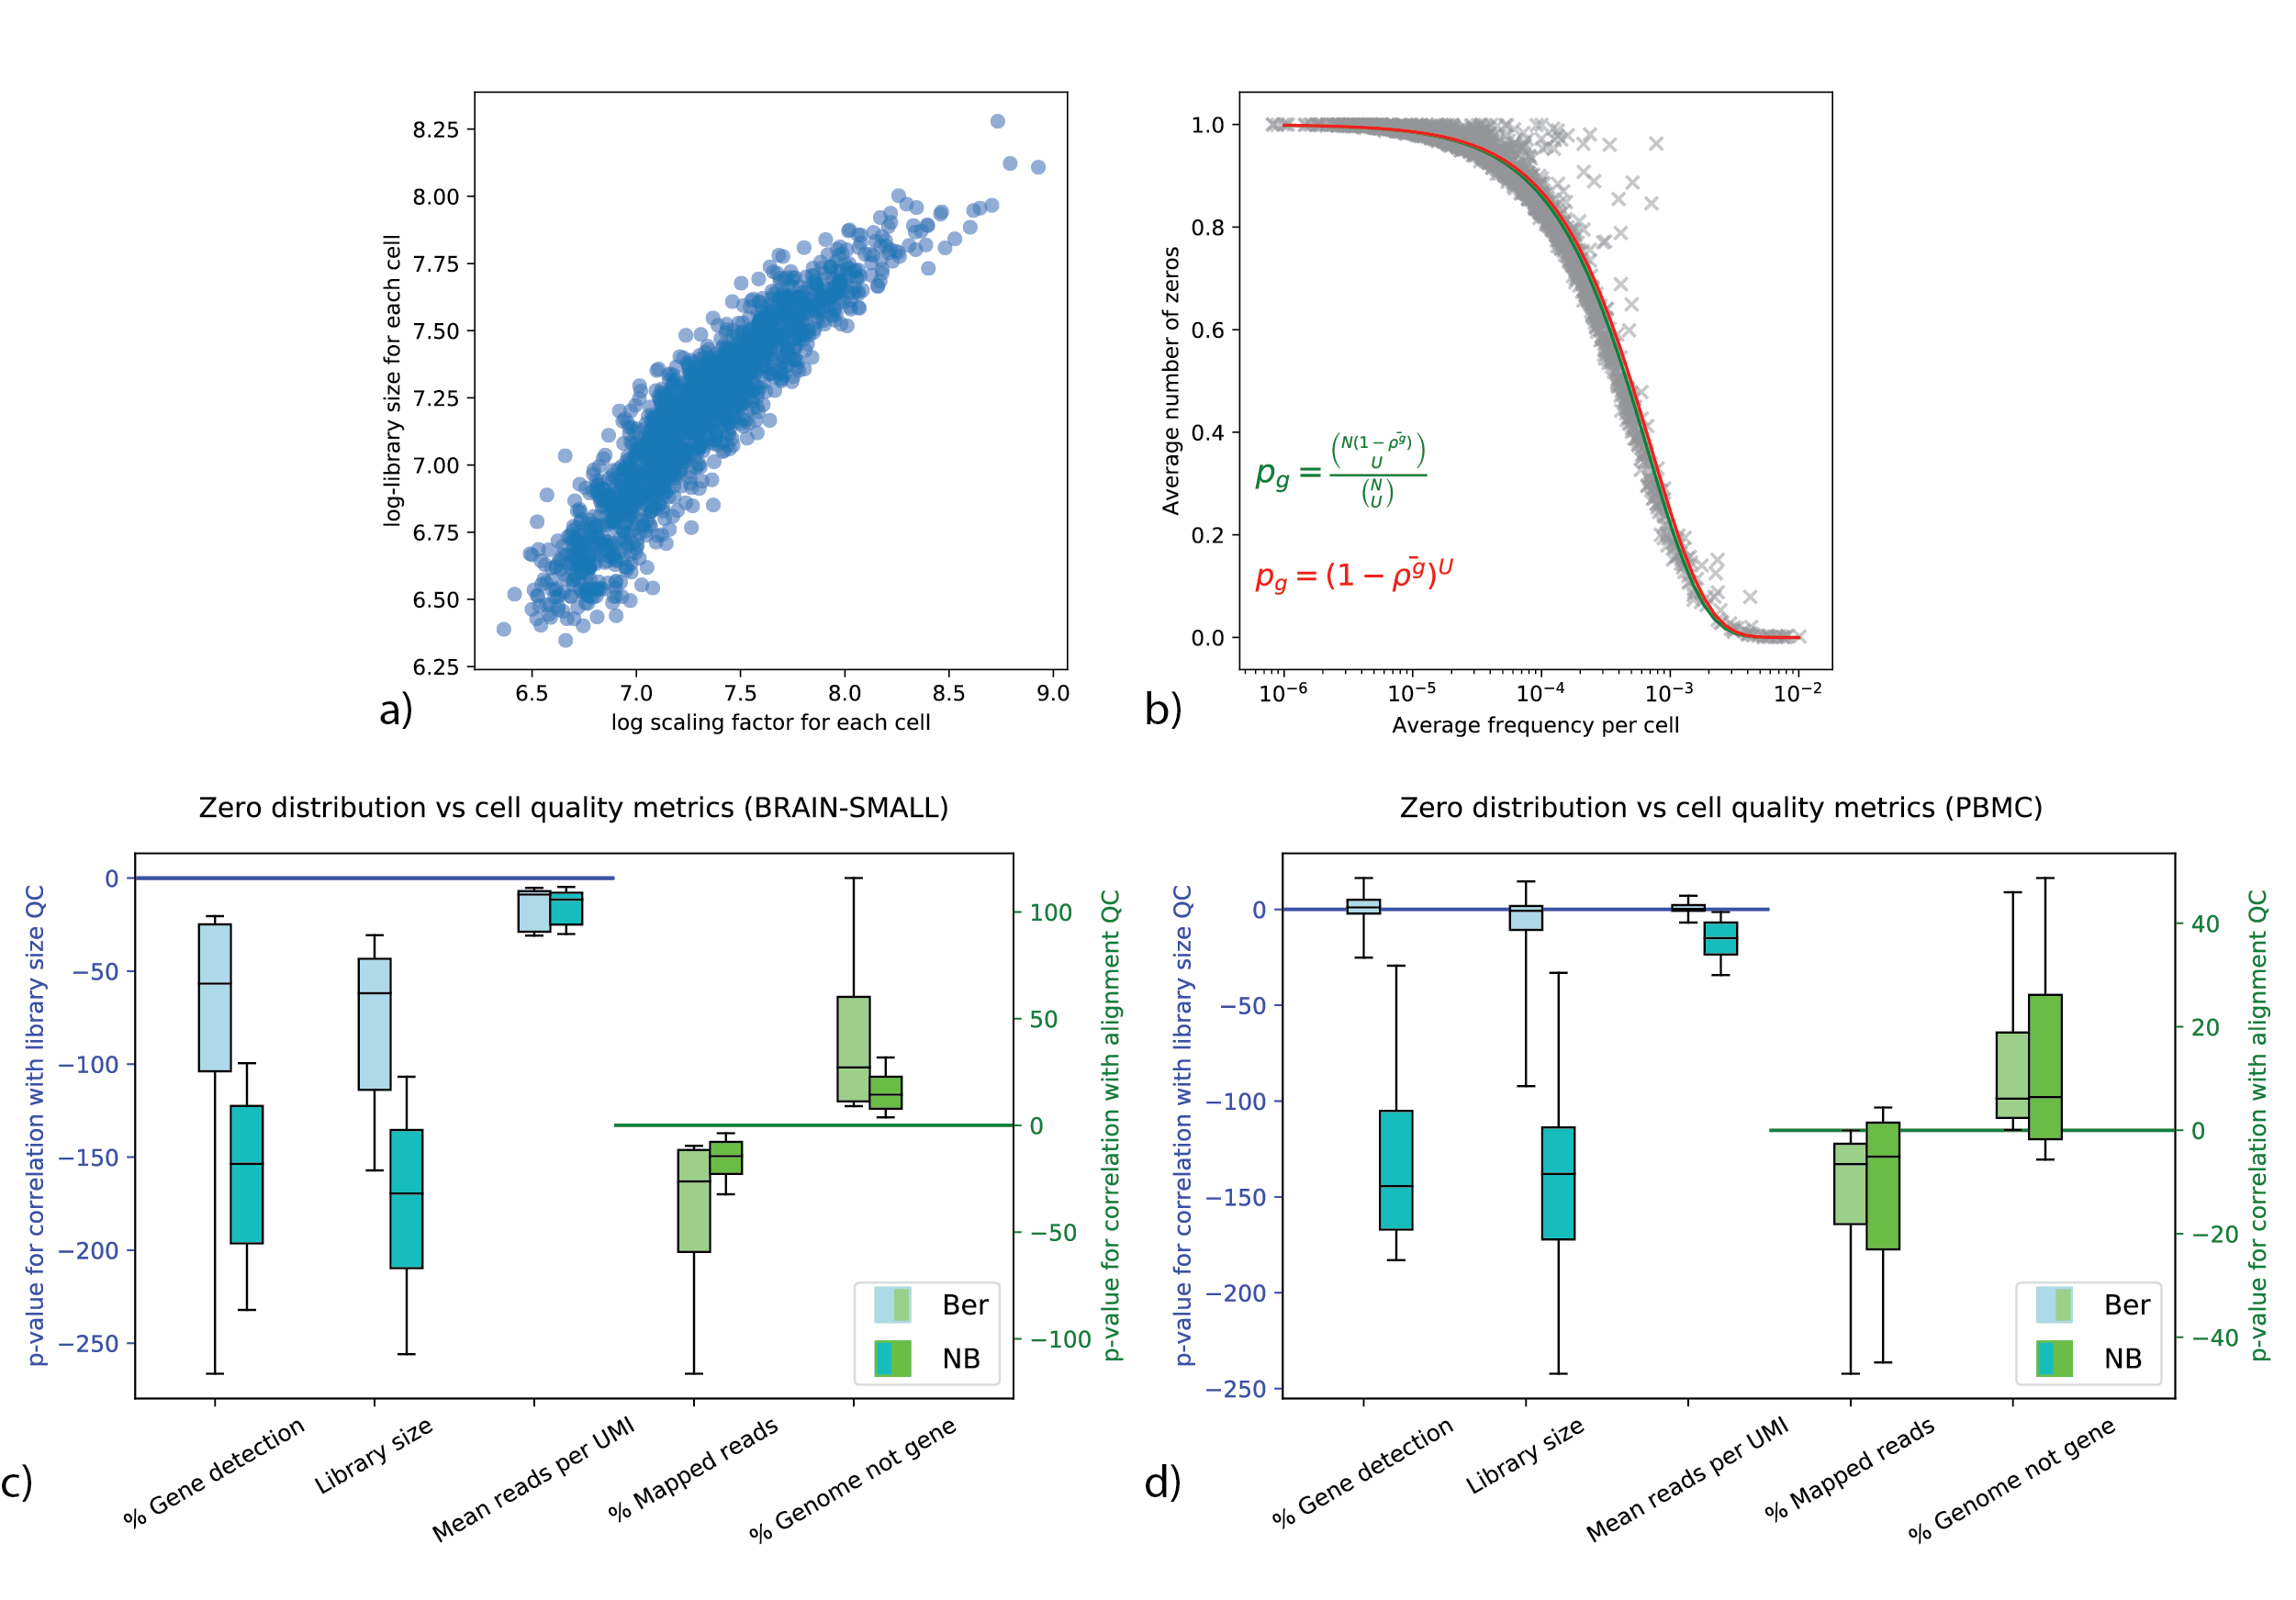 8.25
8.00
7.75
7.50
7.25
7.00
6.75
6.50
6.25
log-library size for each cell
6.5 7.0 7.5 8.0 8.5 9.0
log scaling factor for each cell
a)
1.0
0.8
0.6
0.4
0.2
0.0
Average number of zeros
p_g = \frac{\binom{N(1-\bar{ρ^g})}{U}}{\binom{N}{U}}
p_g = (1 − \bar{ρ^g})^U
10^{−6} 10^{−5} 10^{−4} 10^{−3} 10^{−2}
Average frequency per cell
b)
Zero distribution vs cell quality metrics (BRAIN-SMALL)
p-value for correlation with library size QC
0
−50
−100
−150
−200
−250
100
50
0
−50
−100
p-value for correlation with alignment QC
Ber
NB
% Gene detection
Library size
Mean reads per UMI
% Mapped reads
% Genome not gene
c)
Zero distribution vs cell quality metrics (PBMC)
p-value for correlation with library size QC
0
−50
−100
−150
−200
−250
40
20
0
−20
−40
p-value for correlation with alignment QC
Ber
NB
% Gene detection
Library size
Mean reads per UMI
% Mapped reads
% Genome not gene
d)